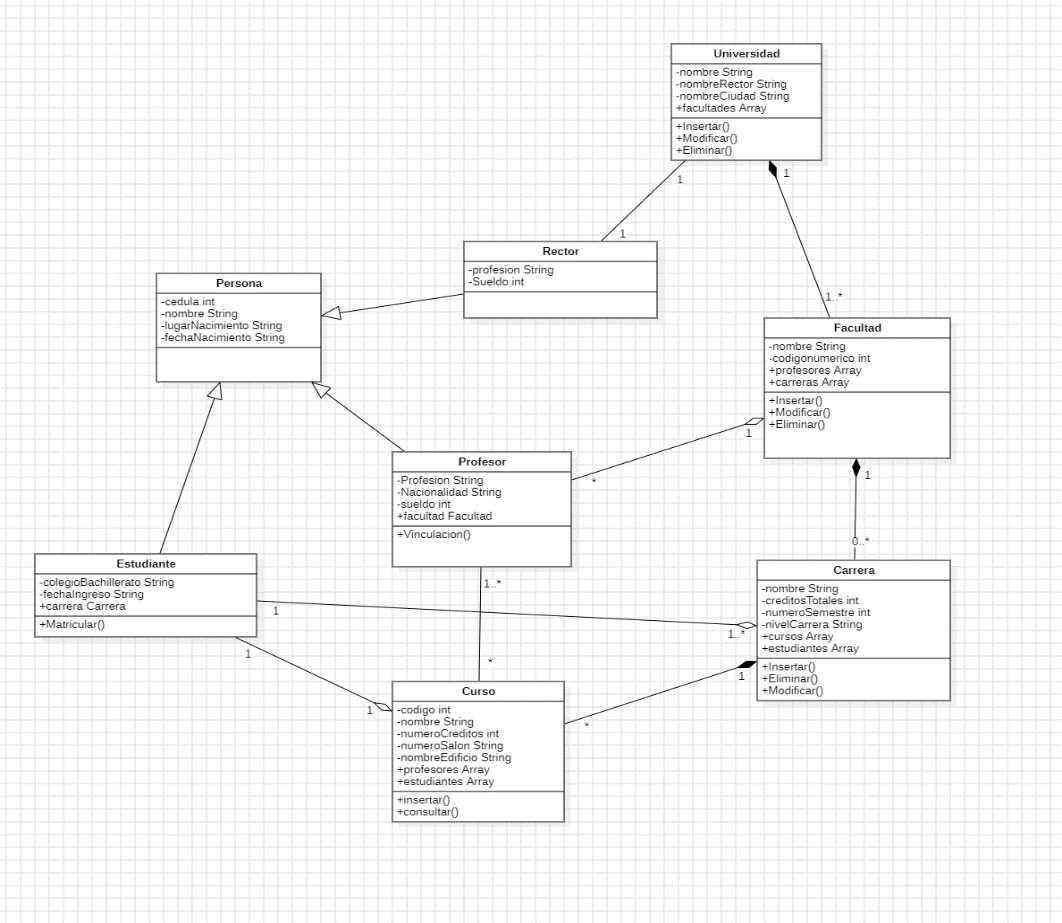 Universidad
-nombre String
-nombreRector String
-nombreCiudad String
+facultades Array
+Insertar()
+Modificar()
+Eliminar()
1
1
1
1..*
Rector
-profesion String
-Sueldo int
Persona
-cedula int
-nombre String
-lugarNacimiento String
-fechaNacimiento String
Facultad
-nombre String
-codigonumerico int
+profesores Array
+carreras Array
+Insertar()
+Modificar()
+Eliminar()
1
*
1
0..*
Profesor
-Profesion String
-Nacionalidad String
-sueldo int
+facultad Facultad
+Vinculacion()
1..*
*
Estudiante
-colegioBachillerato String
-fechaIngreso String
+carrera Carrera
+Matricular()
1
1..*
1
1
Carrera
-nombre String
-creditosTotales int
-numeroSemestre int
-nivelCarrera String
+cursos Array
+estudiantes Array
+Insertar()
+Eliminar()
+Modificar()
1
*
Curso
-codigo int
-nombre String
-numeroCreditos int
-numeroSalon String
-nombreEdificio String
+profesores Array
+estudiantes Array
+insertar()
+consultar()